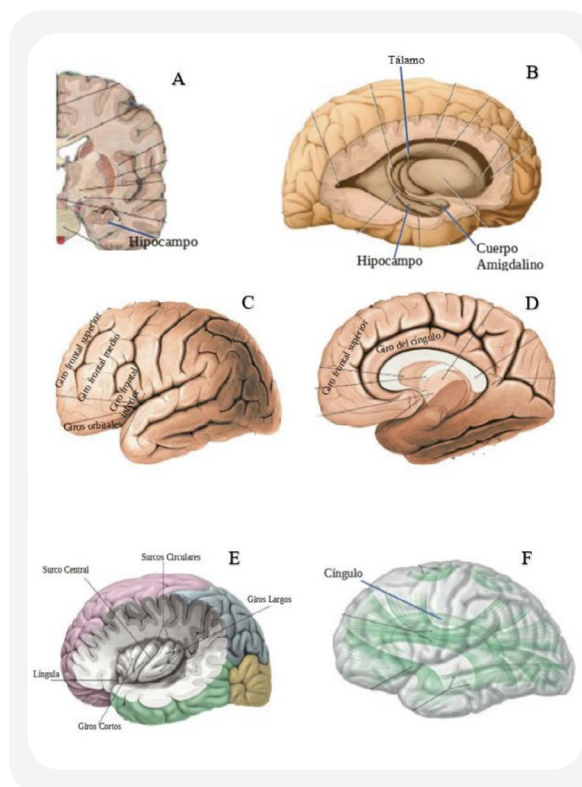 A
Hipocampo
Tálamo
B
Hipocampo
Cuerpo
Amigdalino
C
Giro frontal superior
Giro frontal medio
Giro frontal
inferior
Giros orbitales
D
Giro frontal superior
Giro del cíngulo
E
Surcos Circulares
Surco Central
Giros Largos
Língula
Giros Cortos
F
Cíngulo